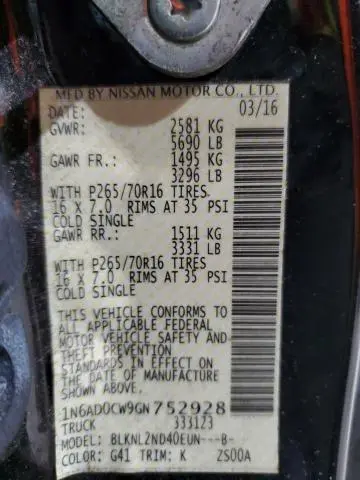 MFD BY NISSAN MOTOR CO., LTD.
DATE: 03/16
GVWR: 2581 KG
5690 LB
GAWR FR.: 1495 KG
3296 LB
WITH P265/70R16 TIRES
16 X 7.0 RIMS AT 35 PSI
COLD SINGLE
GAWR RR.: 1511 KG
3331 LB
WITH P265/70R16 TIRES
16 X 7.0 RIMS AT 35 PSI
COLD SINGLE
THIS VEHICLE CONFORMS TO
ALL APPLICABLE FEDERAL
MOTOR VEHICLE SAFETY AND
THEFT PREVENTION
STANDARDS IN EFFECT ON
THE DATE OF MANUFACTURE
SHOWN ABOVE.
1N6AD0CW9GN752928
TRUCK 333123
MODEL: BLKNL2ND40EUN---B-
COLOR: G41 TRIM: K ZS00A